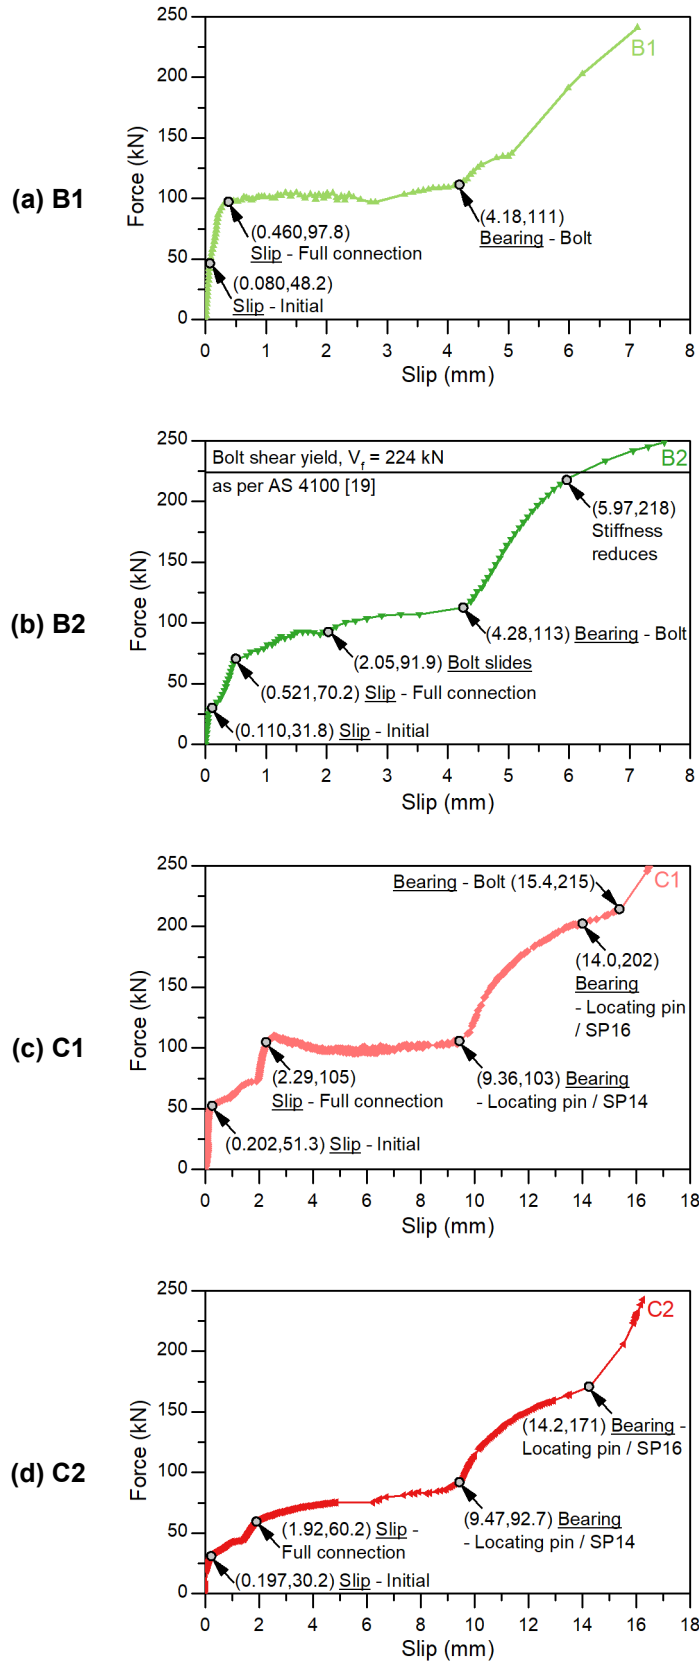 (a) B1
Force (kN)
250
200
150
100
50
0
B1
(4.18,111)
Bearing - Bolt
(0.460,97.8)
Slip - Full connection
(0.080,48.2)
Slip - Initial
0 1 2 3 4 5 6 7 8
Slip (mm)
(b) B2
Force (kN)
250
200
150
100
50
0
Bolt shear yield, Vf = 224 kN
as per AS 4100 [19]
B2
(5.97,218)
Stiffness
reduces
(4.28,113) Bearing - Bolt
(2.05,91.9) Bolt slides
(0.521,70.2) Slip - Full connection
(0.110,31.8) Slip - Initial
0 1 2 3 4 5 6 7 8
Slip (mm)
(c) C1
Force (kN)
250
200
150
100
50
0
Bearing - Bolt (15.4,215)
C1
(14.0,202)
Bearing
- Locating pin
/ SP16
(9.36,103) Bearing
- Locating pin / SP14
(2.29,105)
Slip - Full connection
(0.202,51.3) Slip - Initial
0 2 4 6 8 10 12 14 16 18
Slip (mm)
(d) C2
Force (kN)
250
200
150
100
50
0
C2
(14.2,171) Bearing -
Locating pin / SP16
(9.47,92.7) Bearing
- Locating pin / SP14
(1.92,60.2) Slip -
Full connection
(0.197,30.2) Slip - Initial
0 2 4 6 8 10 12 14 16 18
Slip (mm)